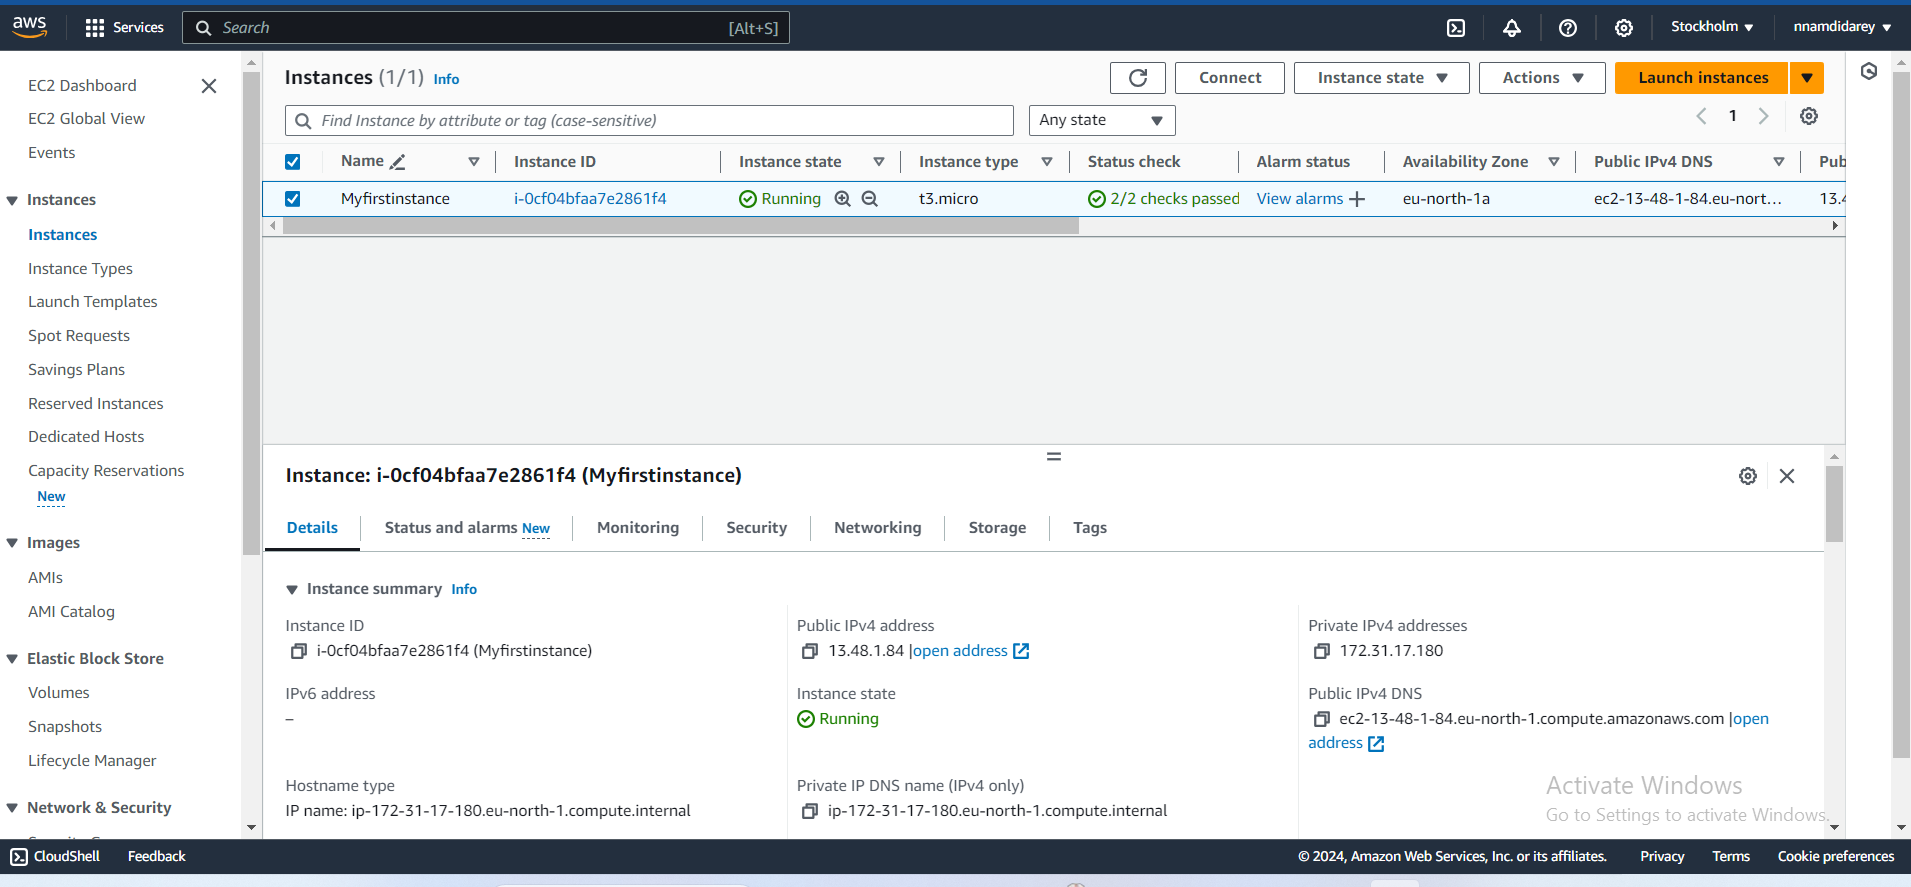 aws Services Search [Alt+S] Stockholm nnamdidarey
EC2 Dashboard
EC2 Global View
Events
Instances
Instances
Instance Types
Launch Templates
Spot Requests
Savings Plans
Reserved Instances
Dedicated Hosts
Capacity Reservations
New
Images
AMIs
AMI Catalog
Elastic Block Store
Volumes
Snapshots
Lifecycle Manager
Network & Security
Instances (1/1) Info Connect Instance state Actions Launch instances
Find Instance by attribute or tag (case-sensitive) Any state 1
Name Instance ID Instance state Instance type Status check Alarm status Availability Zone Public IPv4 DNS Pub
Myfirstinstance i-0cf04bfaa7e2861f4 Running t3.micro 2/2 checks passed View alarms eu-north-1a ec2-13-48-1-84.eu-nort... 13.4
Instance: i-0cf04bfaa7e2861f4 (Myfirstinstance)
Details Status and alarms New Monitoring Security Networking Storage Tags
Instance summary Info
Instance ID
i-0cf04bfaa7e2861f4 (Myfirstinstance)
Public IPv4 address
13.48.1.84 |open address
Private IPv4 addresses
172.31.17.180
IPv6 address
–
Instance state
Running
Public IPv4 DNS
ec2-13-48-1-84.eu-north-1.compute.amazonaws.com |open
address
Hostname type
IP name: ip-172-31-17-180.eu-north-1.compute.internal
Private IP DNS name (IPv4 only)
ip-172-31-17-180.eu-north-1.compute.internal
Activate Windows
Go to Settings to activate Windows.
CloudShell Feedback © 2024, Amazon Web Services, Inc. or its affiliates. Privacy Terms Cookie preferences